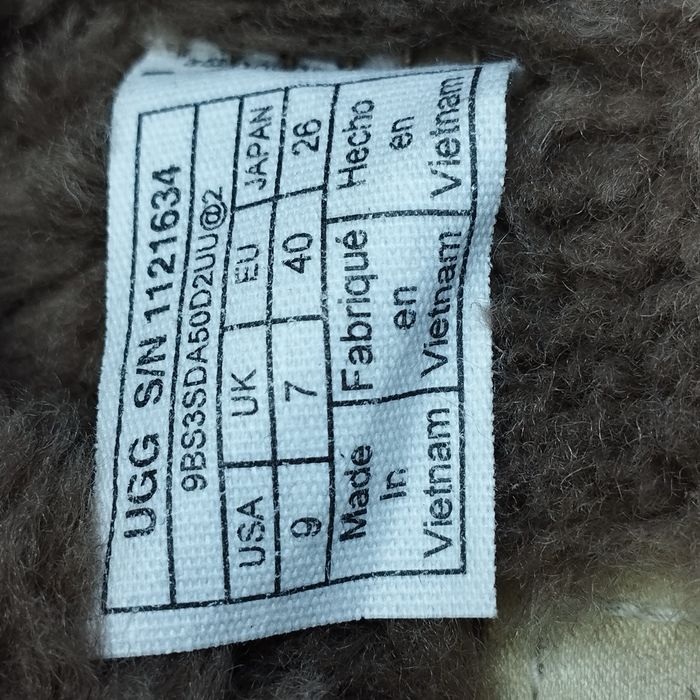 UGG S/N 1121634
9BS3SDA50D2UU@2
USA UK EU JAPAN
9 7 40 26
Made Fabriqué Hecho
In en en
Vietnam Vietnam Vietnam